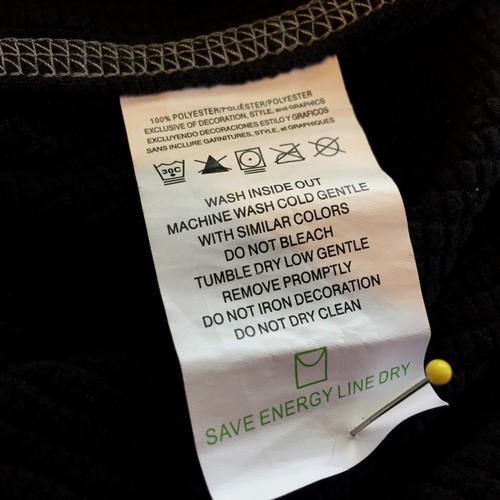 100% POLYESTER/POLIÉSTER/POLYESTER
EXCLUSIVE OF DECORATION, STYLE, and GRAPHICS
EXCLUYENDO DECORACIONES ESTILO Y GRAFICOS
SANS INCLURE GARNITURES, STYLE, et GRAPHIQUES
30C
WASH INSIDE OUT
MACHINE WASH COLD GENTLE
WITH SIMILAR COLORS
DO NOT BLEACH
TUMBLE DRY LOW GENTLE
REMOVE PROMPTLY
DO NOT IRON DECORATION
DO NOT DRY CLEAN
SAVE ENERGY LINE DRY